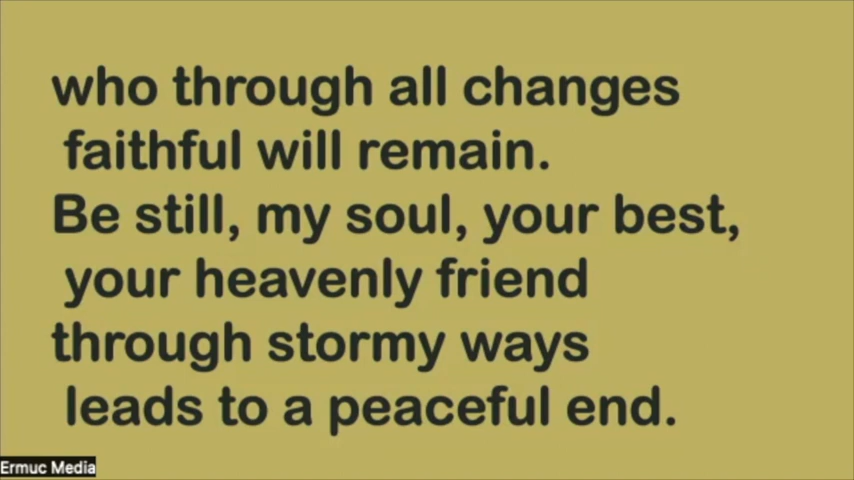 who through all changes
faithful will remain.
Be still, my soul, your best,
your heavenly friend
through stormy ways
leads to a peaceful end.
Ermuc Media